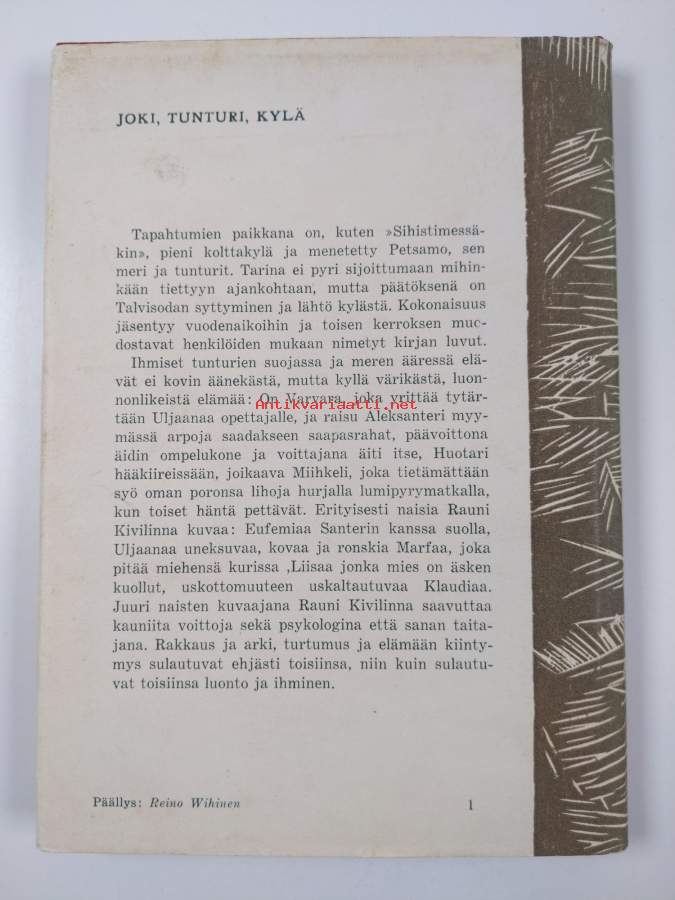 JOKI, TUNTURI, KYLÄ
Tapahtumien paikkana on, kuten »Sihistimessä-
kin», pieni kolttakylä ja menetetty Petsamo, sen
meri ja tunturit. Tarina ei pyri sijoittumaan mihin-
kään tiettyyn ajankohtaan, mutta päätöksenä on
Talvisodan syttyminen ja lähtö kylästä. Kokonaisuus
jäsentyy vuodenaikoihin ja toisen kerroksen muc-
dostavat henkilöiden mukaan nimetyt kirjan luvut.
Ihmiset tunturien suojassa ja meren ääressä elä-
vät ei kovin äänekästä, mutta kyllä värikästä, luon-
nonlikeistä elämää: On Varvara, joka yrittää tytär-
Antikvariaatti.net
tään Uljaanaa opettajalle, ja raisu Aleksanteri myy-
mässä arpoja saadakseen saapasrahat, päävoittona
äidin ompelukone ja voittajana äiti itse, Huotari
hääkiireissään, joikaava Miihkeli, joka tietämättään
syö oman poronsa lihoja hurjalla lumipyrymatkalla,
kun toiset häntä pettävät. Erityisesti naisia Rauni
Kivilinna kuvaa: Eufemiaa Santerin kanssa suolla,
Uljaanaa uneksuvaa, kovaa ja ronskia Marfaa, joka
pitää miehensä kurissa ,Liisaa jonka mies on äsken
kuollut, uskottomuuteen uskaltautuvaa Klaudiaa.
Juuri naisten kuvaajana Rauni Kivilinna saavuttaa
kauniita voittoja sekä psykologina että sanan taita-
jana. Rakkaus ja arki, turtumus ja elämään kiinty-
mys sulautuvat ehjästi toisiinsa, niin kuin sulautu-
vat toisiinsa luonto ja ihminen.
Päällys: Reino Wihinen 1